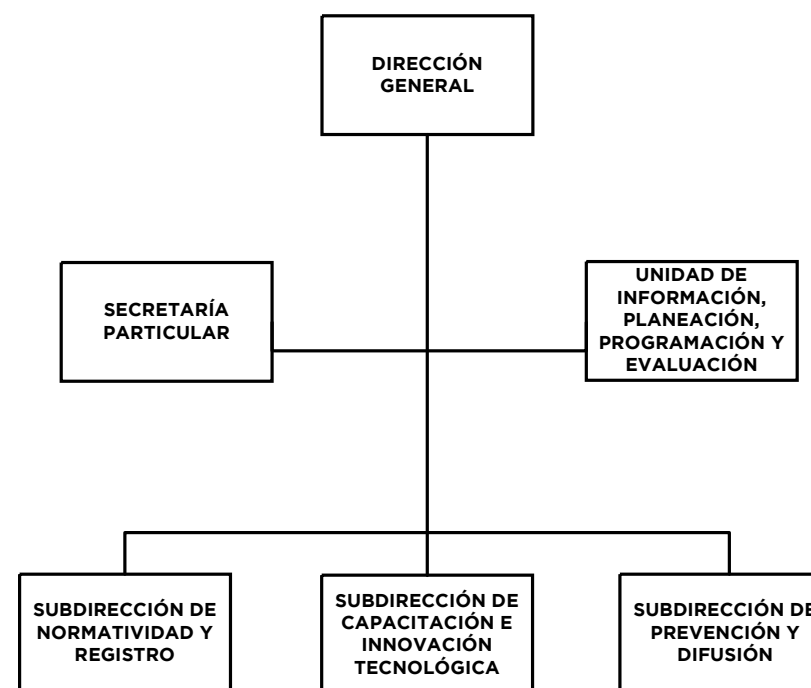 DIRECCIÓN
GENERAL
SECRETARÍA
PARTICULAR
UNIDAD DE
INFORMACIÓN,
PLANEACIÓN,
PROGRAMACIÓN Y
EVALUACIÓN
SUBDIRECCIÓN DE
NORMATIVIDAD Y
REGISTRO
SUBDIRECCIÓN DE
CAPACITACIÓN E
INNOVACIÓN
TECNOLÓGICA
SUBDIRECCIÓN DE
PREVENCIÓN Y
DIFUSIÓN